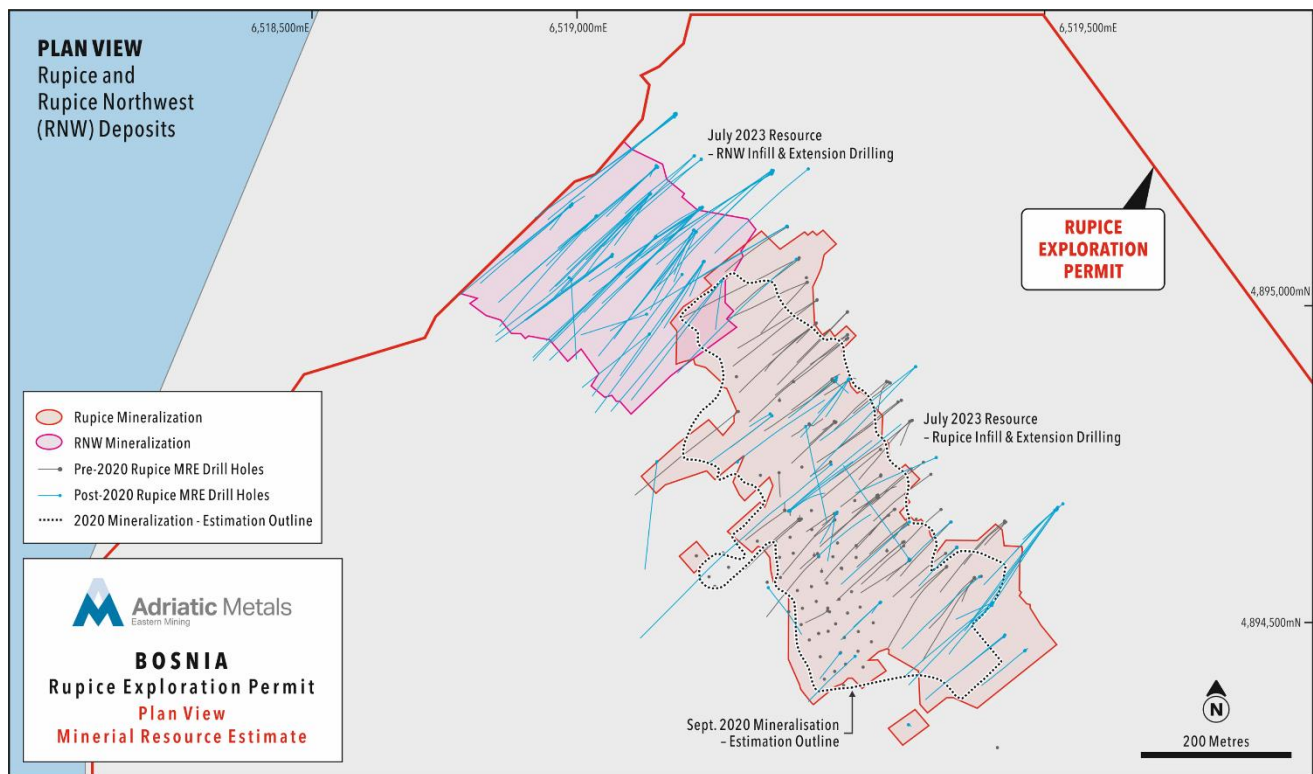 6,518,500mE
6,519,000mE
6,519,500mE
PLAN VIEW
Rupice and
Rupice Northwest
(RNW) Deposits
July 2023 Resource
– RNW Infill & Extension Drilling
RUPICE
EXPLORATION
PERMIT
4,895,000mN
Rupice Mineralization
RNW Mineralization
Pre-2020 Rupice MRE Drill Holes
Post-2020 Rupice MRE Drill Holes
2020 Mineralization - Estimation Outline
July 2023 Resource
– Rupice Infill & Extension Drilling
Adriatic Metals
Eastern Mining
BOSNIA
Rupice Exploration Permit
Plan View
Minerial Resource Estimate
4,894,500mN
Sept. 2020 Mineralisation
– Estimation Outline
N
200 Metres